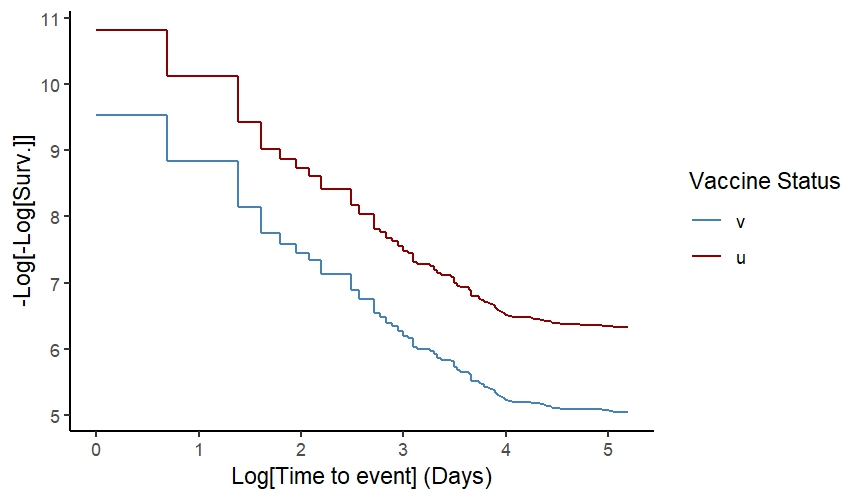 -Log[-Log[Surv.]]
11
10
9
8
7
6
5
0 1 2 3 4 5
Log[Time to event] (Days)
Vaccine Status
v
u